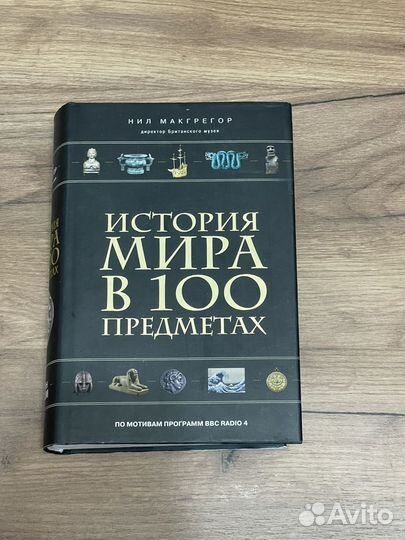 НИЛ МАКГРЕГОР
директор Британского музея
ИСТОРИЯ
МИРА
В 100
ПРЕДМЕТАХ
ПО МОТИВАМ ПРОГРАММ BBC RADIO 4
Avito